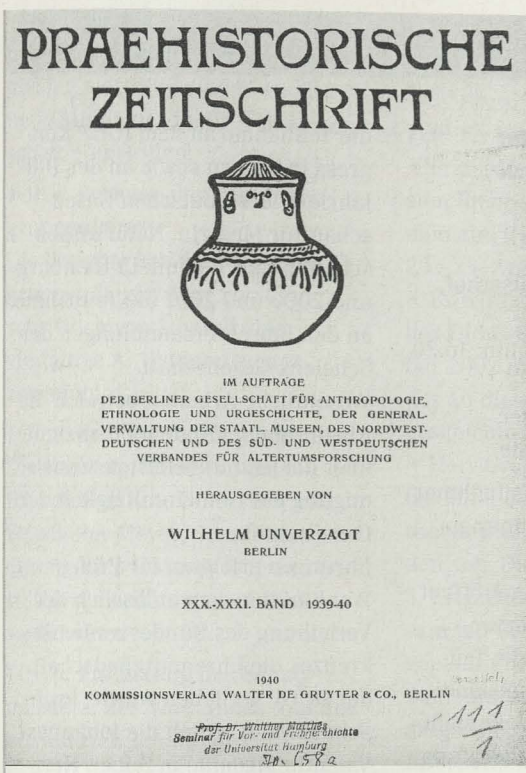 PRAEHISTORISCHE
ZEITSCHRIFT
IM AUFTRAGE
DER BERLINER GESELLSCHAFT FÜR ANTHROPOLOGIE,
ETHNOLOGIE UND URGESCHICHTE, DER GENERAL-
VERWALTUNG DER STAATL. MUSEEN, DES NORDWEST-
DEUTSCHEN UND DES SÜD- UND WESTDEUTSCHEN
VERBANDES FÜR ALTERTUMSFORSCHUNG
HERAUSGEGEBEN VON
WILHELM UNVERZAGT
BERLIN
XXX.-XXXI. BAND 1939-40
1940
KOMMISSIONSVERLAG WALTER DE GRUYTER & CO., BERLIN
Prof. Dr. Walther Matthes
Seminar für Vor- und Frühgeschichte
der Universität Hamburg
658a
111
1